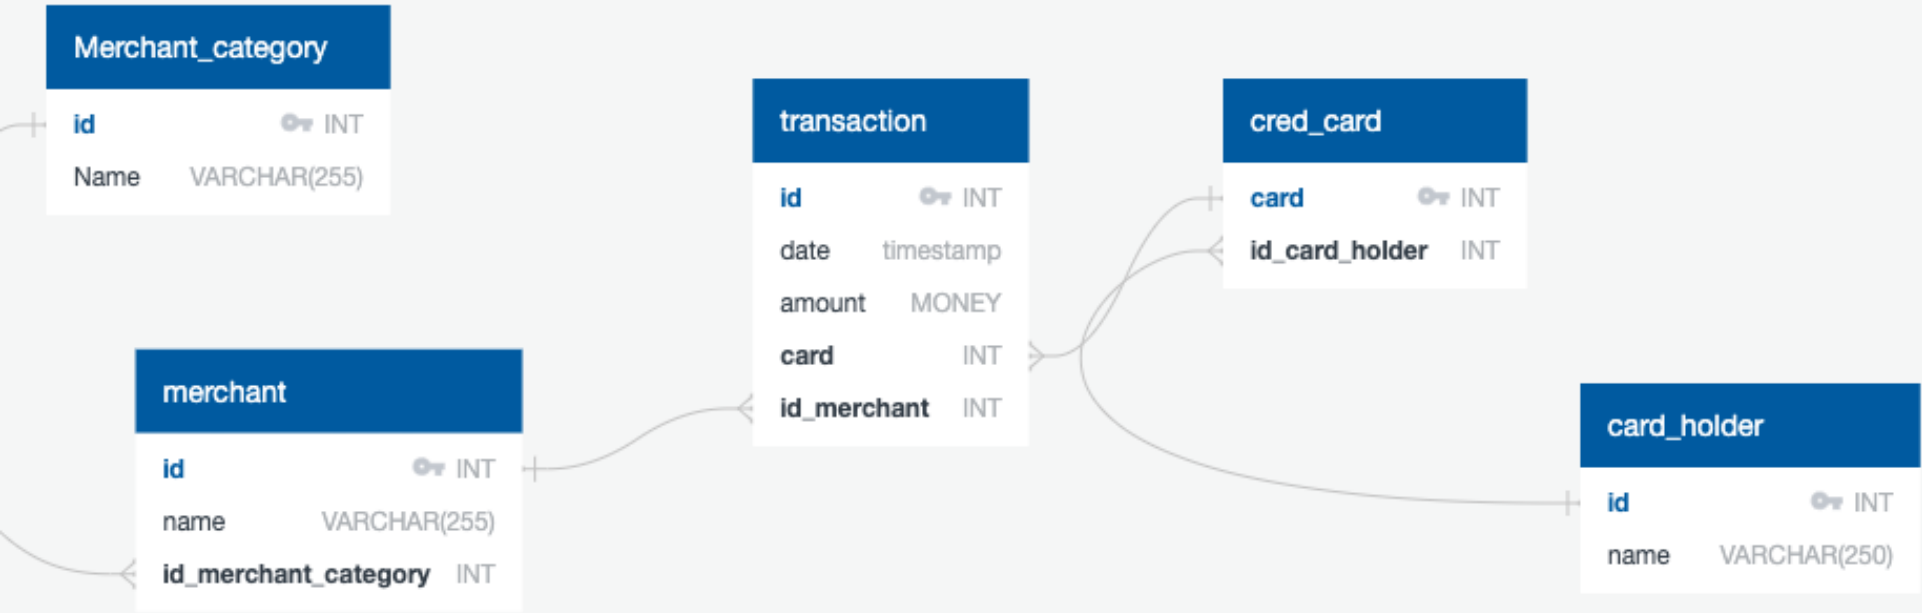 Merchant_category
id INT
Name VARCHAR(255)
merchant
id INT
name VARCHAR(255)
id_merchant_category INT
transaction
id INT
date timestamp
amount MONEY
card INT
id_merchant INT
cred_card
card INT
id_card_holder INT
card_holder
id INT
name VARCHAR(250)